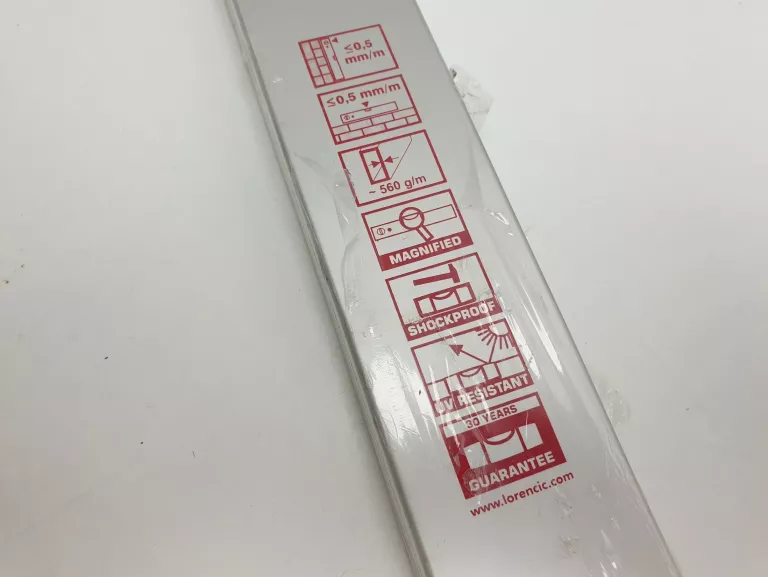 ≤0,5
mm/m
≤0,5 mm/m
~ 560 g/m
MAGNIFIED
SHOCKPROOF
UV RESISTANT
30 YEARS
GUARANTEE
www.lorencic.com